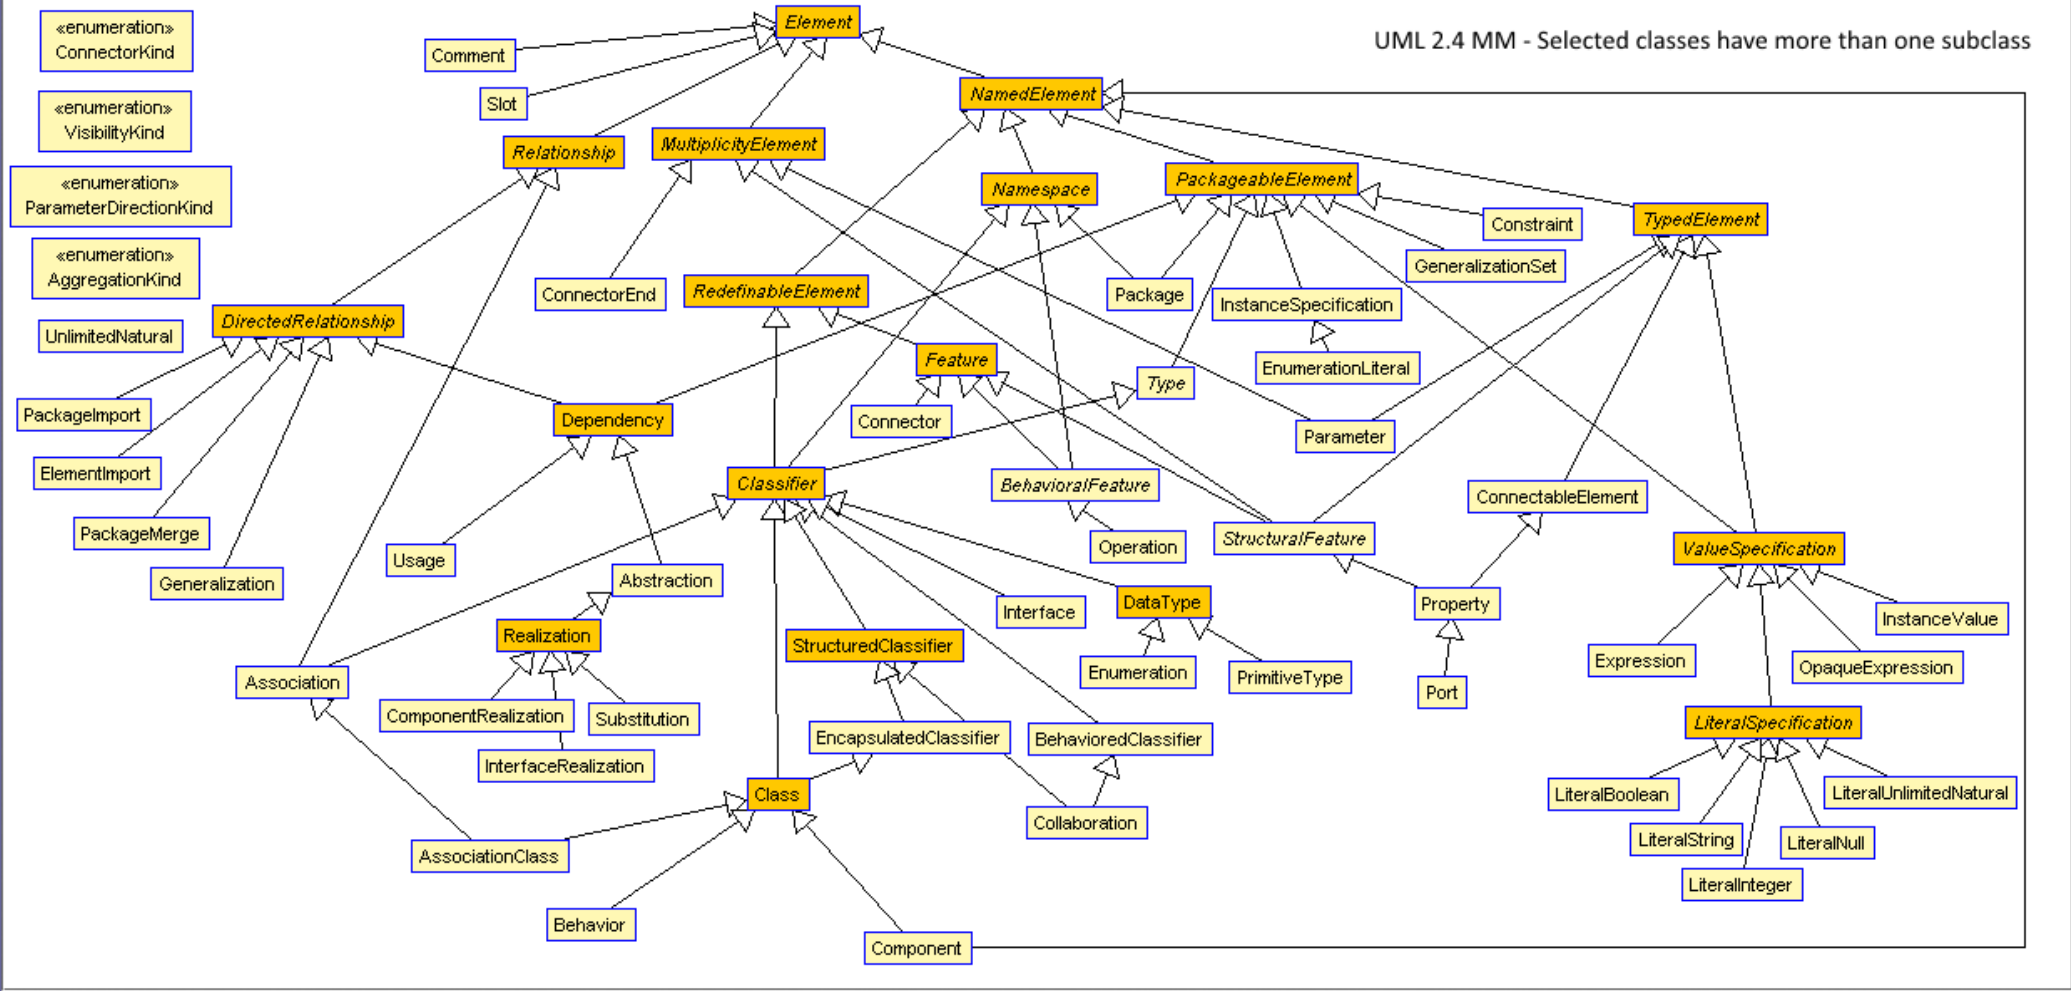 «enumeration»
ConnectorKind
«enumeration»
VisibilityKind
«enumeration»
ParameterDirectionKind
«enumeration»
AggregationKind
UnlimitedNatural
UML 2.4 MM - Selected classes have more than one subclass
Element
Comment
Slot
NamedElement
Relationship
MultiplicityElement
Namespace
PackageableElement
TypedElement
Constraint
GeneralizationSet
ConnectorEnd
RedefinableElement
Package
InstanceSpecification
DirectedRelationship
Feature
Type
EnumerationLiteral
PackageImport
Dependency
Connector
Parameter
ElementImport
Classifier
BehavioralFeature
ConnectableElement
PackageMerge
Usage
Operation
StructuralFeature
ValueSpecification
Generalization
Abstraction
Interface
DataType
Property
InstanceValue
Realization
StructuredClassifier
Enumeration
PrimitiveType
Expression
OpaqueExpression
Association
Port
ComponentRealization
Substitution
LiteralSpecification
EncapsulatedClassifier
BehavioredClassifier
InterfaceRealization
Class
LiteralBoolean
LiteralUnlimitedNatural
Collaboration
LiteralString
LiteralNull
AssociationClass
LiteralInteger
Behavior
Component